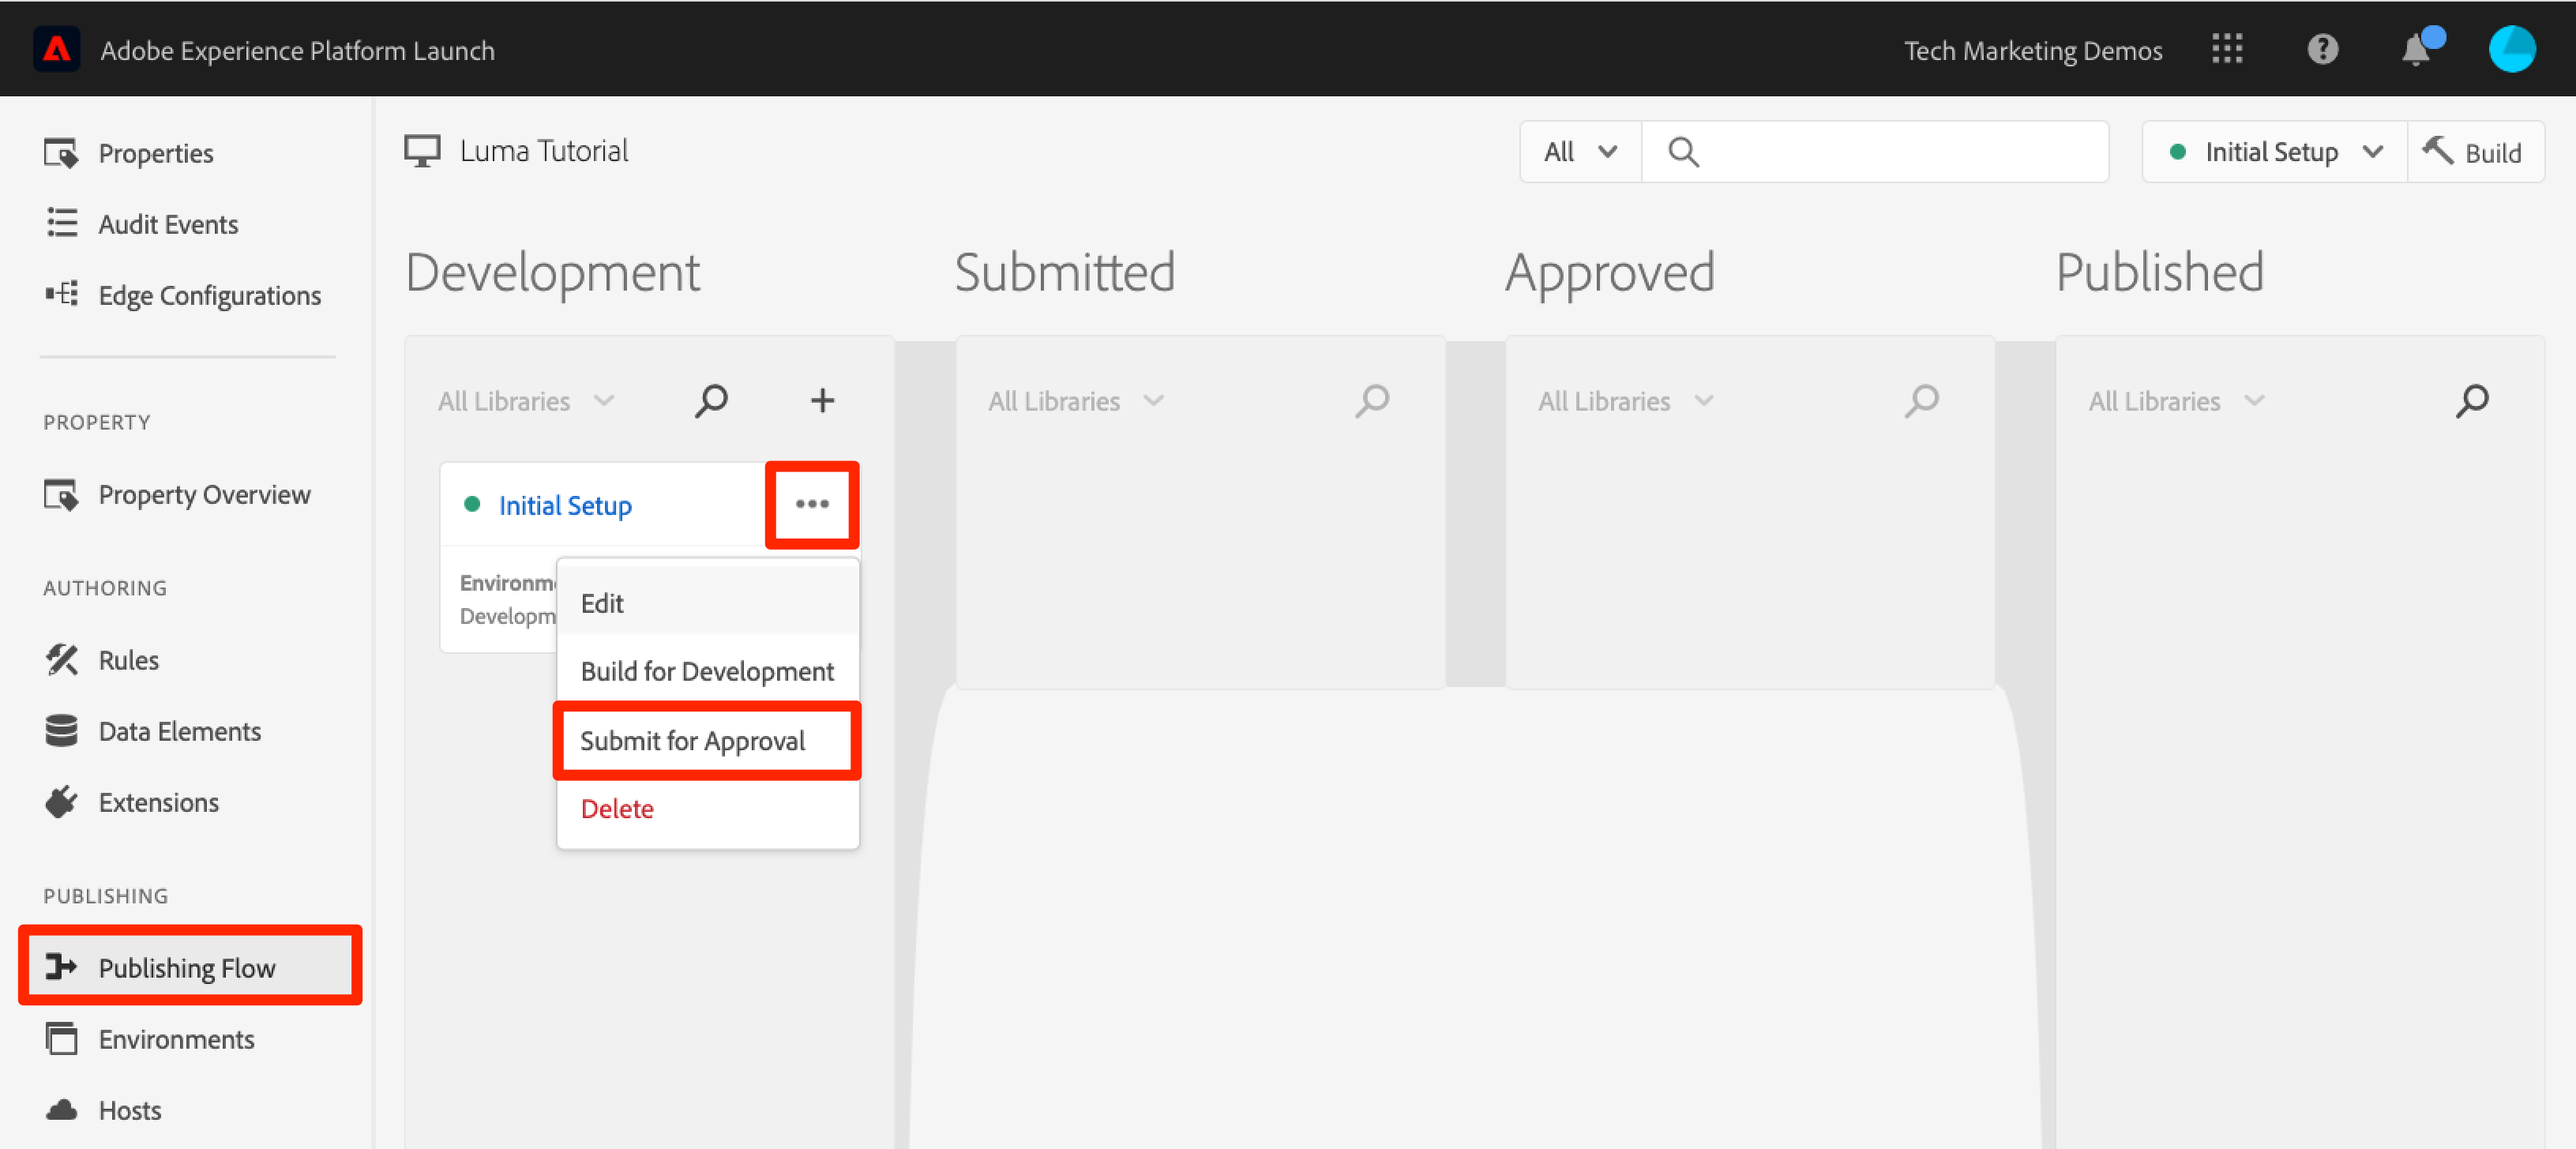 Adobe Experience Platform Launch
Tech Marketing Demos
Properties
Audit Events
Edge Configurations
PROPERTY
Property Overview
AUTHORING
Rules
Data Elements
Extensions
PUBLISHING
Publishing Flow
Environments
Hosts
Luma Tutorial
All
Initial Setup
Build
Development
Submitted
Approved
Published
All Libraries
All Libraries
All Libraries
All Libraries
Initial Setup
Environm
Developm
Edit
Build for Development
Submit for Approval
Delete